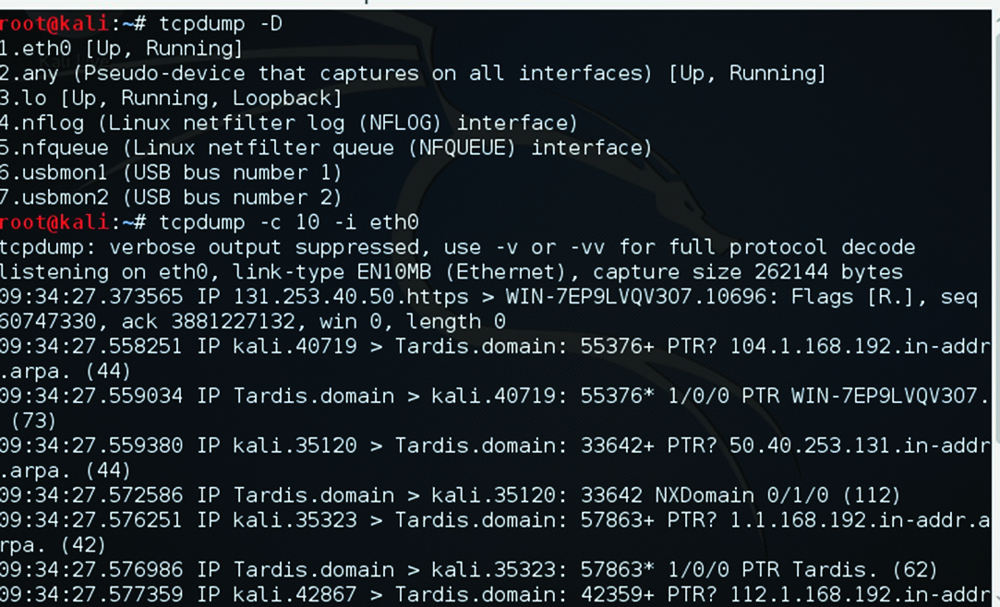 root@kali:~# tcpdump -D
1.eth0 [Up, Running]
2.any (Pseudo-device that captures on all interfaces) [Up, Running]
3.lo [Up, Running, Loopback]
4.nflog (Linux netfilter log (NFLOG) interface)
5.nfqueue (Linux netfilter queue (NFQUEUE) interface)
6.usbmon1 (USB bus number 1)
7.usbmon2 (USB bus number 2)
root@kali:~# tcpdump -c 10 -i eth0
tcpdump: verbose output suppressed, use -v or -vv for full protocol decode
listening on eth0, link-type EN10MB (Ethernet), capture size 262144 bytes
09:34:27.373565 IP 131.253.40.50.https > WIN-7EP9LVQV3O7.10696: Flags [R.], seq
60747330, ack 3881227132, win 0, length 0
09:34:27.558251 IP kali.40719 > Tardis.domain: 55376+ PTR? 104.1.168.192.in-addr
.arpa. (44)
09:34:27.559034 IP Tardis.domain > kali.40719: 55376* 1/0/0 PTR WIN-7EP9LVQV3O7.
(73)
09:34:27.559380 IP kali.35120 > Tardis.domain: 33642+ PTR? 50.40.253.131.in-addr
.arpa. (44)
09:34:27.572586 IP Tardis.domain > kali.35120: 33642 NXDomain 0/1/0 (112)
09:34:27.576251 IP kali.35323 > Tardis.domain: 57863+ PTR? 1.1.168.192.in-addr.a
rpa. (42)
09:34:27.576986 IP Tardis.domain > kali.35323: 57863* 1/0/0 PTR Tardis. (62)
09:34:27.577359 IP kali.42867 > Tardis.domain: 42359+ PTR? 112.1.168.192.in-addr